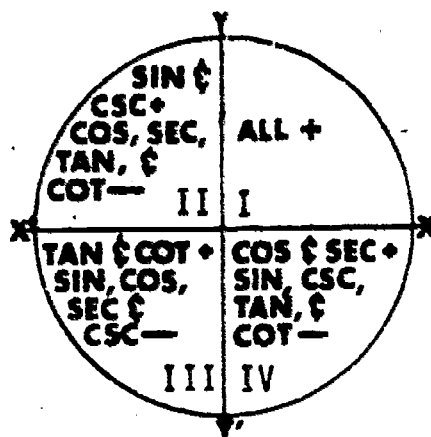 Y
SIN &
CSC+
COS, SEC,
TAN, &
COT—
ALL +
II
I
X'
X
TAN & COT +
SIN, COS,
SEC &
CSC—
COS & SEC+
SIN, CSC,
TAN, &
COT—
III
IV
Y'